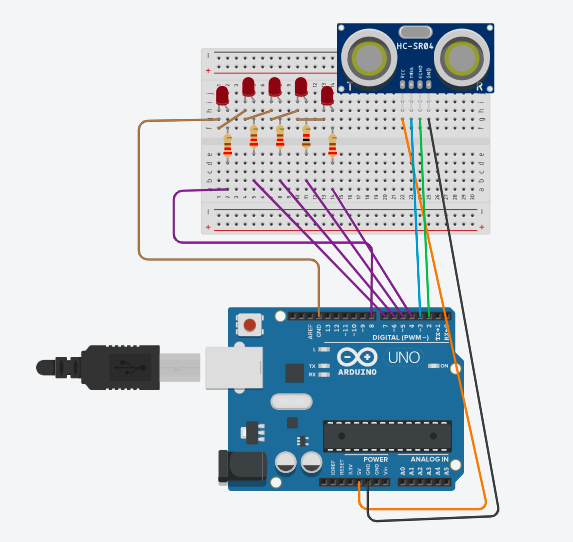 HC-SR04
VCC
TRIG
ECHO
GND
T
R
AREF
GND
13
12
~11
~10
~9
8
7
~6
~5
4
~3
2
TX→1
DIGITAL (PWM~)
L
TX
RX
UNO
ARDUINO
ON
POWER
ANALOG IN
IOREF
RESET
3.3V
5V
GND
GND
Vin
A0
A1
A2
A3
A4
A5